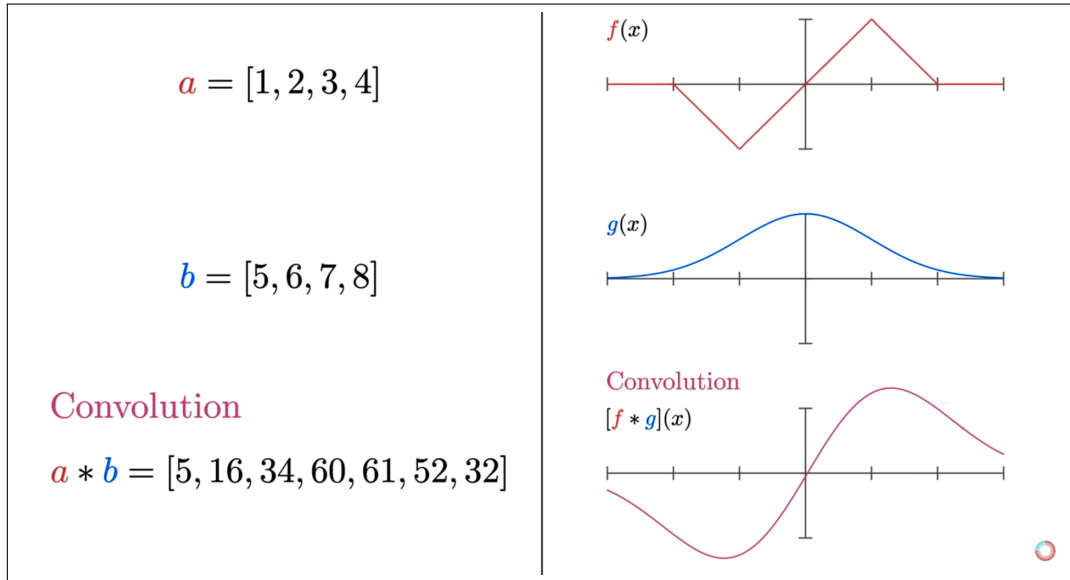 a = [1, 2, 3, 4]
b = [5, 6, 7, 8]
Convolution
a * b = [5, 16, 34, 60, 61, 52, 32]
f(x)
g(x)
Convolution
[f * g](x)